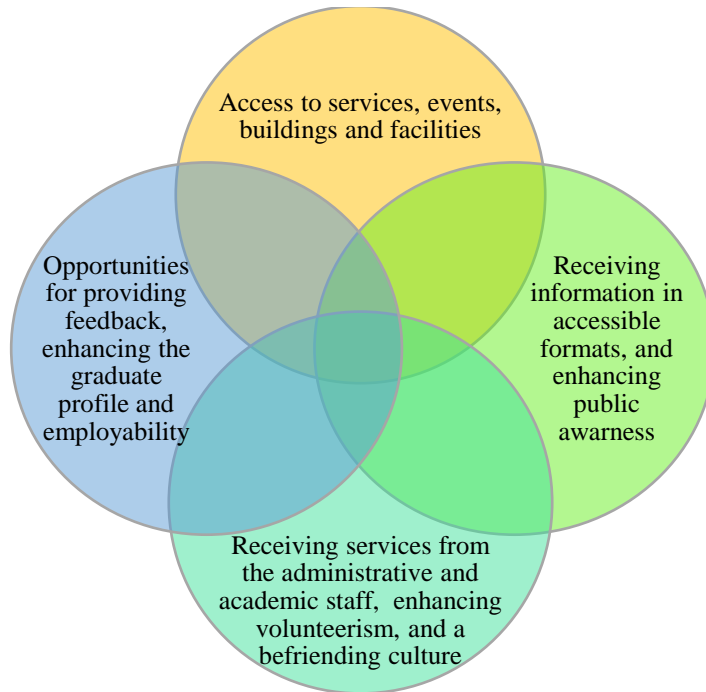 Access to services, events,
buildings and facilities
Opportunities
for providing
feedback,
enhancing the
graduate
profile and
employability
Receiving
information in
accessible
formats, and
enhancing
public
awarness
Receiving services from
the administrative and
academic staff,  enhancing
volunteerism, and a
befriending culture